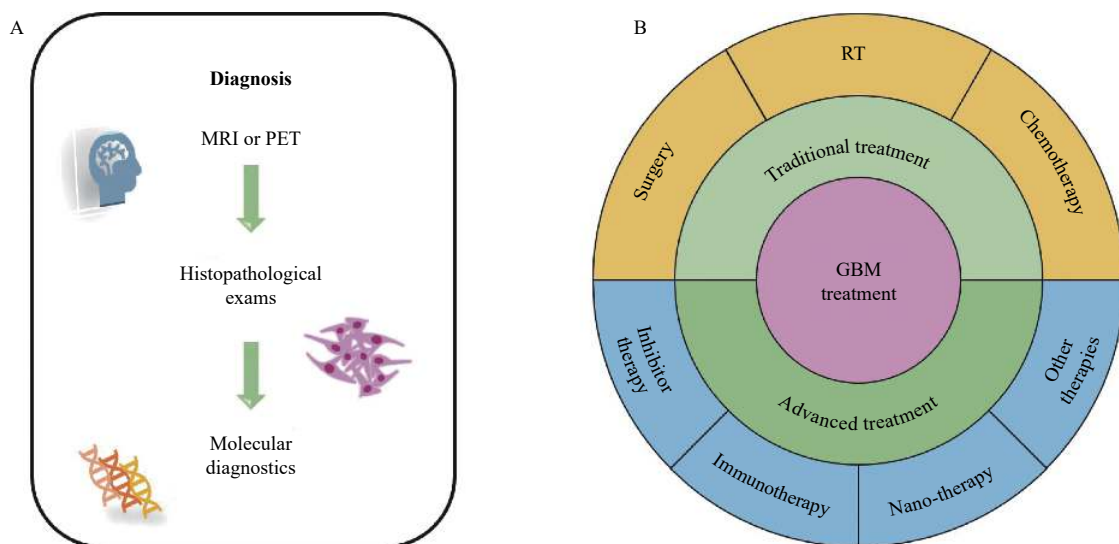 A
Diagnosis
MRI or PET
Histopathological
exams
Molecular
diagnostics
B
RT
Surgery
Chemotherapy
Traditional treatment
GBM
treatment
Advanced treatment
Inhibitor
therapy
Immunotherapy
Nano-therapy
Other
therapies